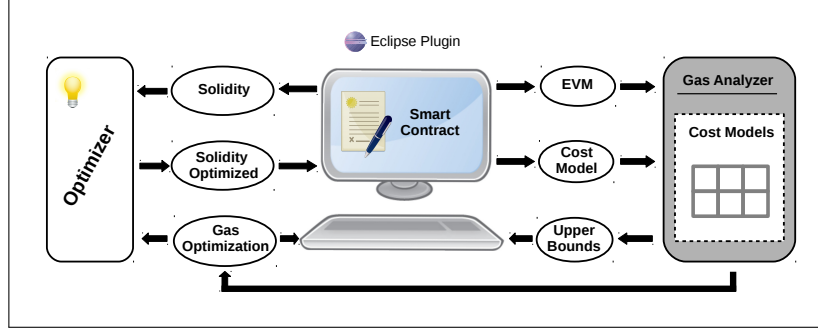 Eclipse Plugin
Optimizer
Solidity
Solidity
Optimized
Gas
Optimization
Smart
Contract
EVM
Cost
Model
Upper
Bounds
Gas Analyzer
Cost Models